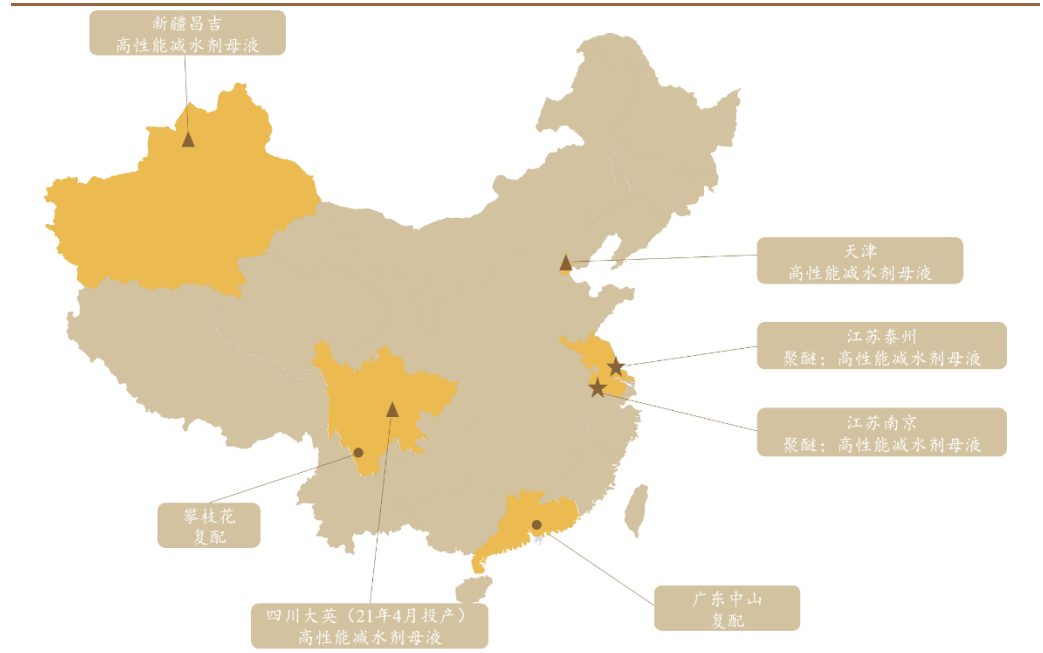 新疆昌吉
高性能减水剂母液
天津
高性能减水剂母液
江苏泰州
聚醚；高性能减水剂母液
江苏南京
聚醚；高性能减水剂母液
攀枝花
复配
四川大英（21年4月投产）
高性能减水剂母液
广东中山
复配